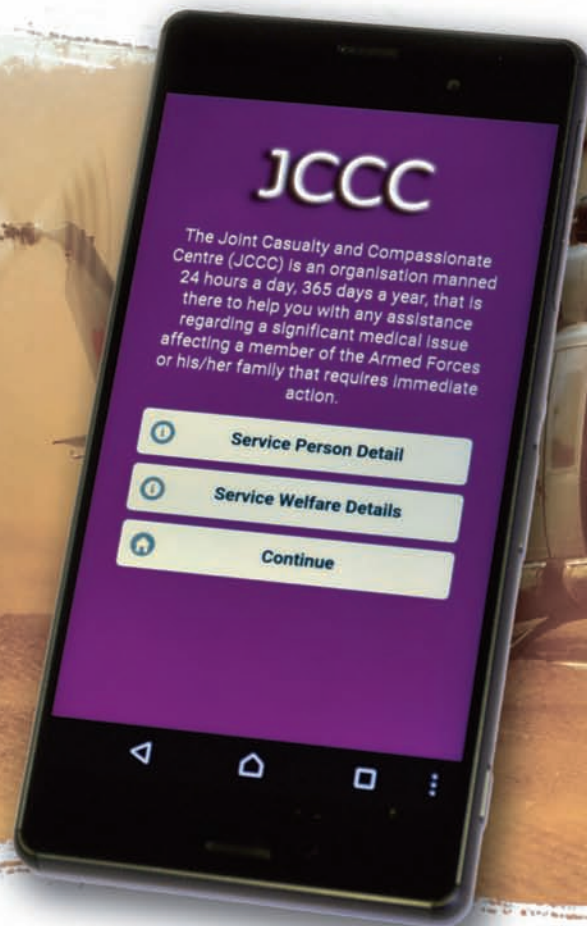 JCCC
The Joint Casualty and Compassionate
Centre (JCCC) is an organisation manned
24 hours a day, 365 days a year, that is
there to help you with any assistance
regarding a significant medical issue
affecting a member of the Armed Forces
or his/her family that requires immediate
action.
Service Person Detail
Service Welfare Details
Continue